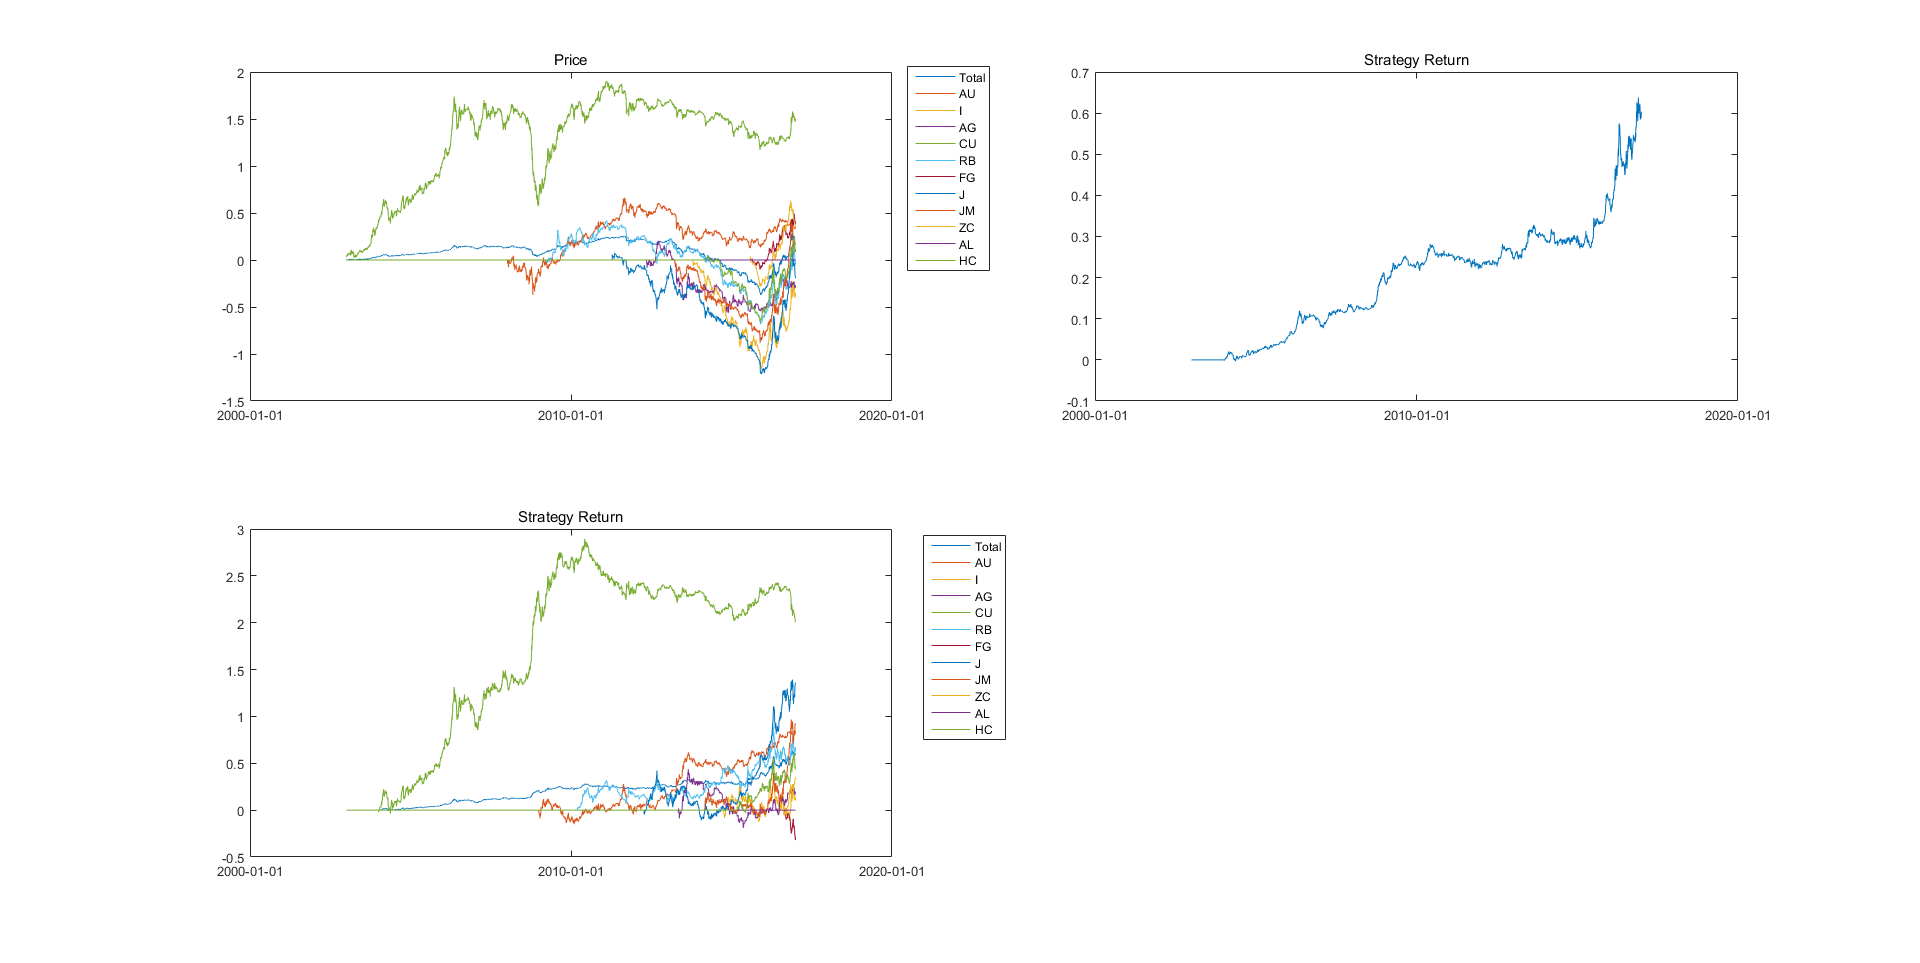 Price
2
1.5
1
0.5
0
-0.5
-1
-1.5
2000-01-01
2010-01-01
2020-01-01
Total
AU
I
AG
CU
RB
FG
J
JM
ZC
AL
HC
Strategy Return
0.7
0.6
0.5
0.4
0.3
0.2
0.1
0
-0.1
2000-01-01
2010-01-01
2020-01-01
Strategy Return
3
2.5
2
1.5
1
0.5
0
-0.5
2000-01-01
2010-01-01
2020-01-01
Total
AU
I
AG
CU
RB
FG
J
JM
ZC
AL
HC